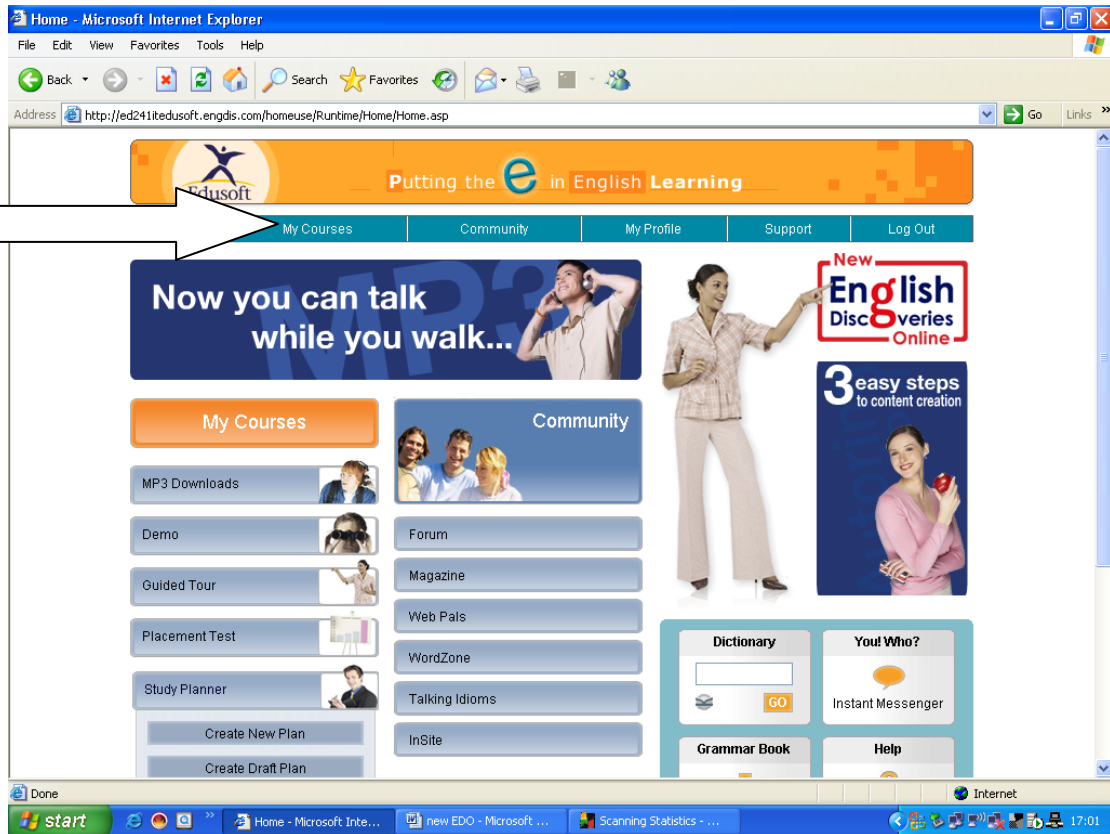 Home - Microsoft Internet Explorer
File Edit View Favorites Tools Help
Back Search Favorites
Address http://ed241itedusoft.engdis.com/homeuse/Runtime/Home/Home.asp Go Links »
Edusoft
Putting the e in English Learning
My Courses Community My Profile Support Log Out
Now you can talk
while you walk...
MP3
New
English
Discoveries
Online
3 easy steps
to content creation
My Courses
MP3 Downloads
Demo
Guided Tour
Placement Test
Study Planner
Create New Plan
Create Draft Plan
Community
Forum
Magazine
Web Pals
WordZone
Talking Idioms
InSite
Dictionary
GO
You! Who?
Instant Messenger
Grammar Book
Help
Done Internet
start » Home - Microsoft Inte... new EDO - Microsoft ... Scanning Statistics - ... 17:01